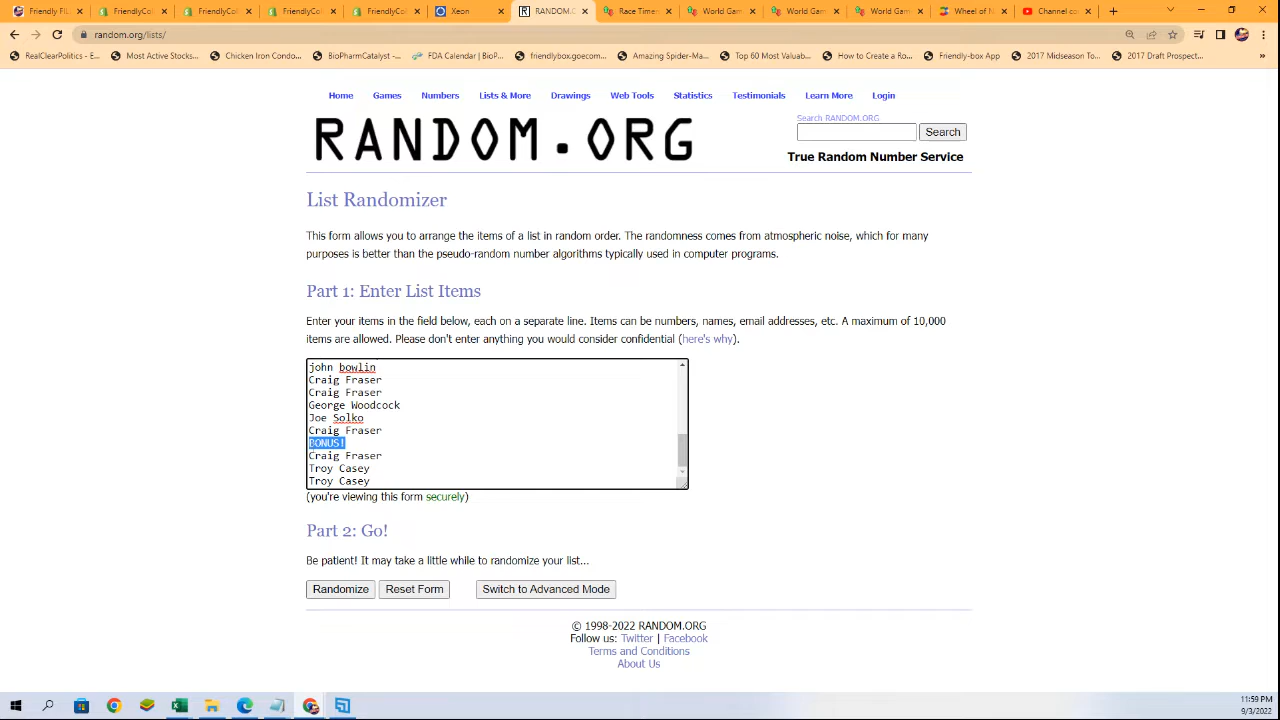 Friendly Fil
FriendlyCol
FriendlyCol
FriendlyCol
FriendlyCol
Xeno
RANDOM.O
Race Times
World Gam
World Gam
World Gam
Wheel of N
Channel co
random.org/lists/
RealClearPolitics - E...
Most Active Stocks...
Chicken Iron Condo...
BioPharmCatalyst -...
FDA Calendar | BioP...
friendlybox.goecom...
Amazing Spider-Ma...
Top 60 Most Valuab...
How to Create a Ro...
Friendly-box App
2017 Midseason To...
2017 Draft Prospect...
Home Games Numbers Lists & More Drawings Web Tools Statistics Testimonials Learn More Login
RANDOM.ORG
Search RANDOM.ORG
Search
True Random Number Service
List Randomizer
This form allows you to arrange the items of a list in random order. The randomness comes from atmospheric noise, which for many
purposes is better than the pseudo-random number algorithms typically used in computer programs.
Part 1: Enter List Items
Enter your items in the field below, each on a separate line. Items can be numbers, names, email addresses, etc. A maximum of 10,000
items are allowed. Please don't enter anything you would consider confidential (here's why).
john bowlin
Craig Fraser
Craig Fraser
George Woodcock
Joe Solko
Craig Fraser
BONUS!
Craig Fraser
Troy Casey
Troy Casey
(you're viewing this form securely)
Part 2: Go!
Be patient! It may take a little while to randomize your list...
Randomize Reset Form Switch to Advanced Mode
© 1998-2022 RANDOM.ORG
Follow us: Twitter | Facebook
Terms and Conditions
About Us
11:59 PM
9/3/2022